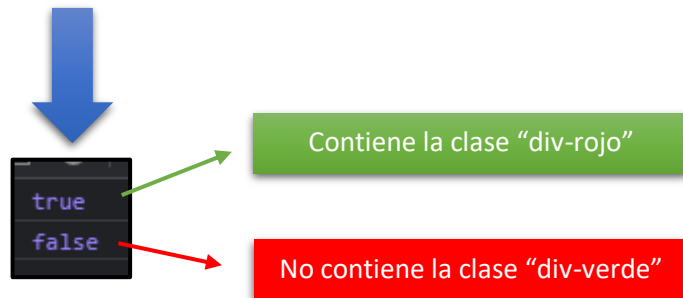 Contiene la clase “div-rojo”
true
false
No contiene la clase “div-verde”